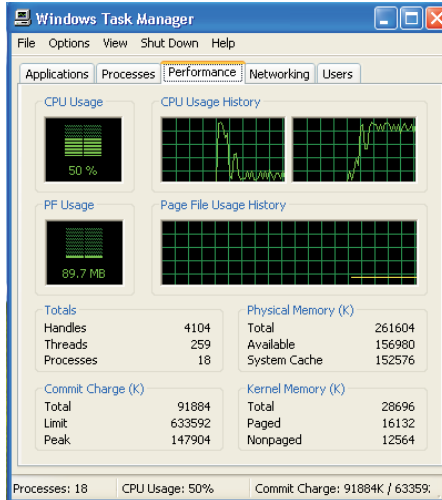 Windows Task Manager
File Options View Shut Down Help
Applications Processes Performance Networking Users
CPU Usage CPU Usage History
50 %
PF Usage Page File Usage History
89.7 MB
Totals Physical Memory (K)
Handles 4104 Total 261604
Threads 259 Available 156980
Processes 18 System Cache 152576
Commit Charge (K) Kernel Memory (K)
Total 91884 Total 28696
Limit 633592 Paged 16132
Peak 147904 Nonpaged 12564
Processes: 18 CPU Usage: 50% Commit Charge: 91884K / 63359